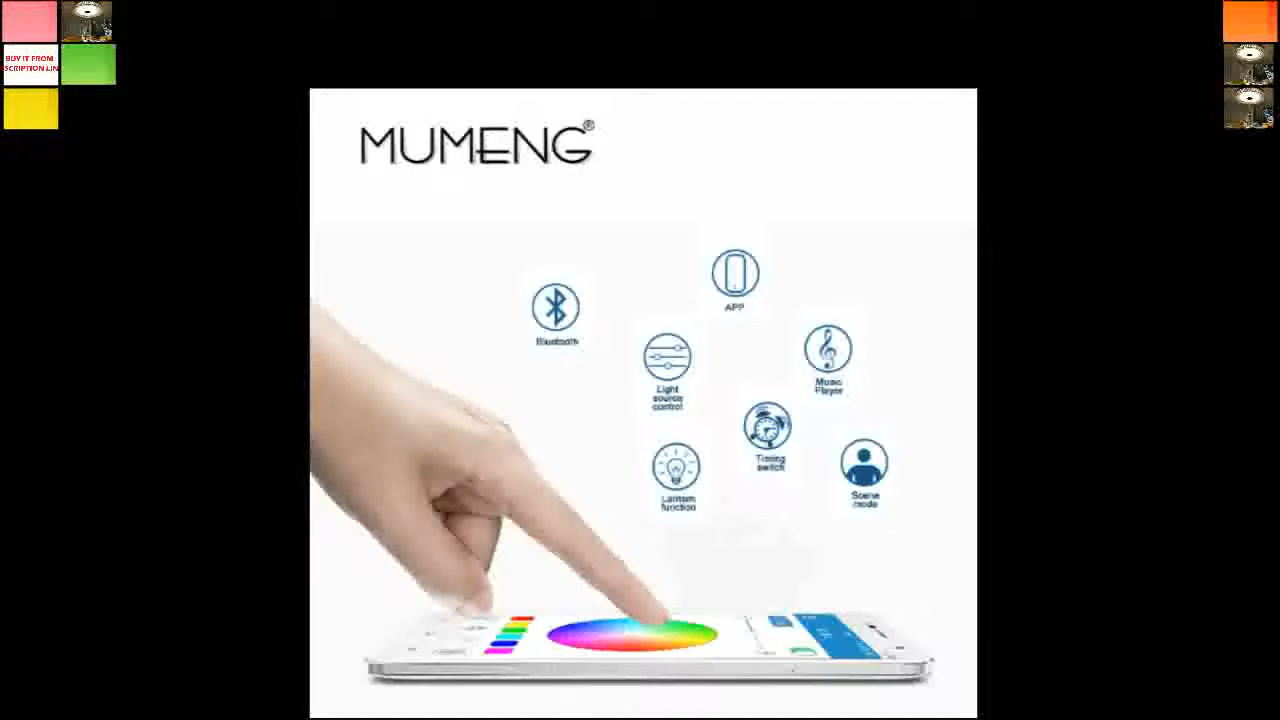 BUY IT FROM
SCRIPTION LIN
MUMENG®
APP
Bluetooth
Music
Player
Light
source
control
Timing
switch
Scene
mode
Lantern
function